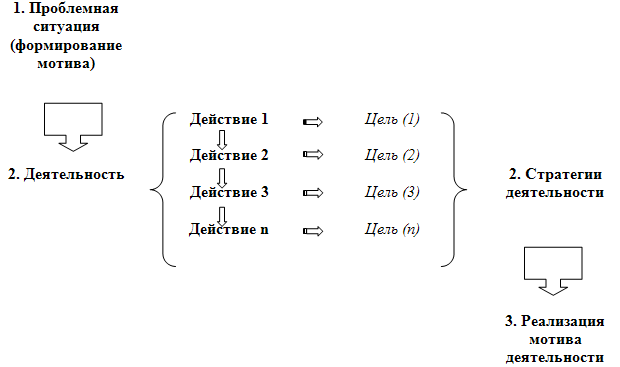 1. Проблемная
ситуация
(формирование
мотива)
Действие 1 Цель (1)
Действие 2 Цель (2)
2. Деятельность
Действие 3 Цель (3)
Действие n Цель (n)
2. Стратегии
деятельности
3. Реализация
мотива
деятельности